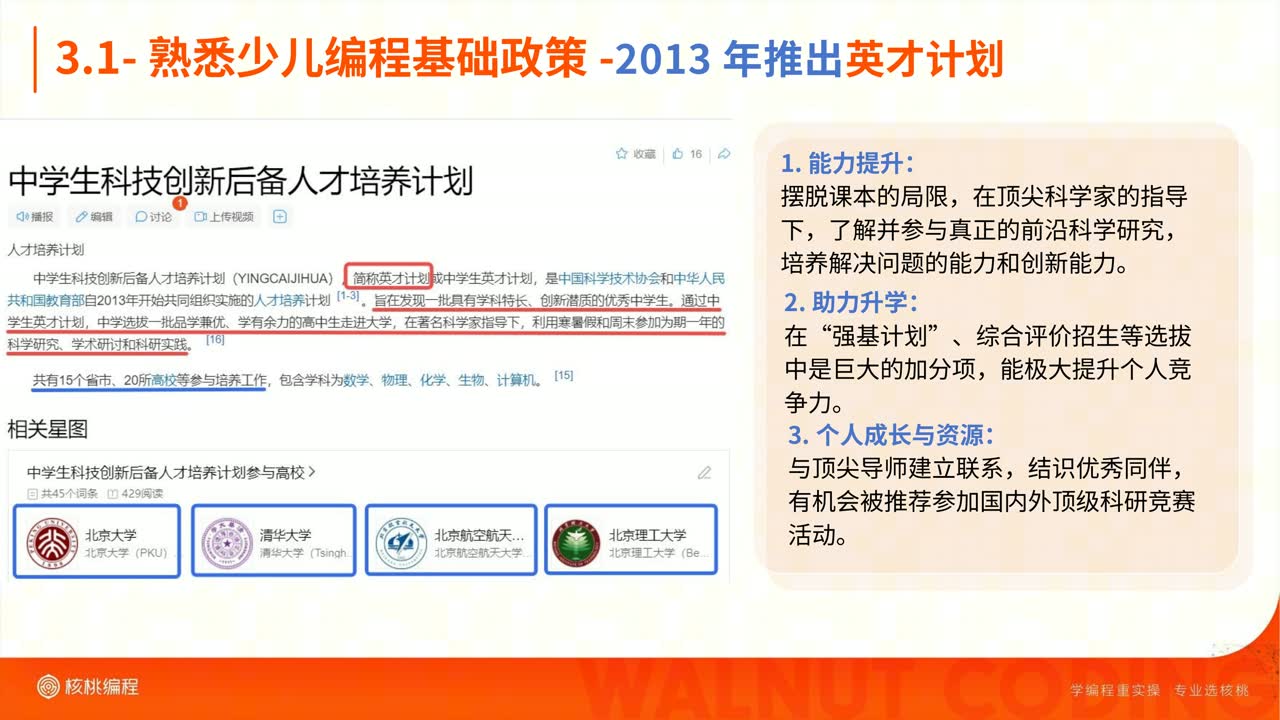 3.1- 熟悉少儿编程基础政策 -2013 年推出英才计划
收藏 16
中学生科技创新后备人才培养计划
播报 编辑 讨论 1 上传视频
人才培养计划
中学生科技创新后备人才培养计划（YINGCAIJIHUA），简称英才计划或中学生英才计划，是中国科学技术协会和中华人民
共和国教育部自2013年开始共同组织实施的人才培养计划 [1-3] 。旨在发现一批具有学科特长、创新潜质的优秀中学生。通过中
学生英才计划，中学选拔一批品学兼优、学有余力的高中生走进大学，在著名科学家指导下，利用寒暑假和周末参加为期一年的
科学研究、学术研讨和科研实践。 [16]
共有15个省市、20所高校等参与培养工作，包含学科为数学、物理、化学、生物、计算机。 [15]
相关星图
中学生科技创新后备人才培养计划参与高校
共45个词条 429阅读
北京大学
北京大学（PKU）...
清华大学
清华大学（Tsingh...
北京航空航天...
北京航空航天大学...
北京理工大学
北京理工大学（Be...
1. 能力提升：
摆脱课本的局限，在顶尖科学家的指导
下，了解并参与真正的前沿科学研究，
培养解决问题的能力和创新能力。
2. 助力升学：
在“强基计划”、综合评价招生等选拔
中是巨大的加分项，能极大提升个人竞
争力。
3. 个人成长与资源：
与顶尖导师建立联系，结识优秀同伴，
有机会被推荐参加国内外顶级科研竞赛
活动。
核桃编程
WALNUT CODING
学编程重实操 专业选核桃